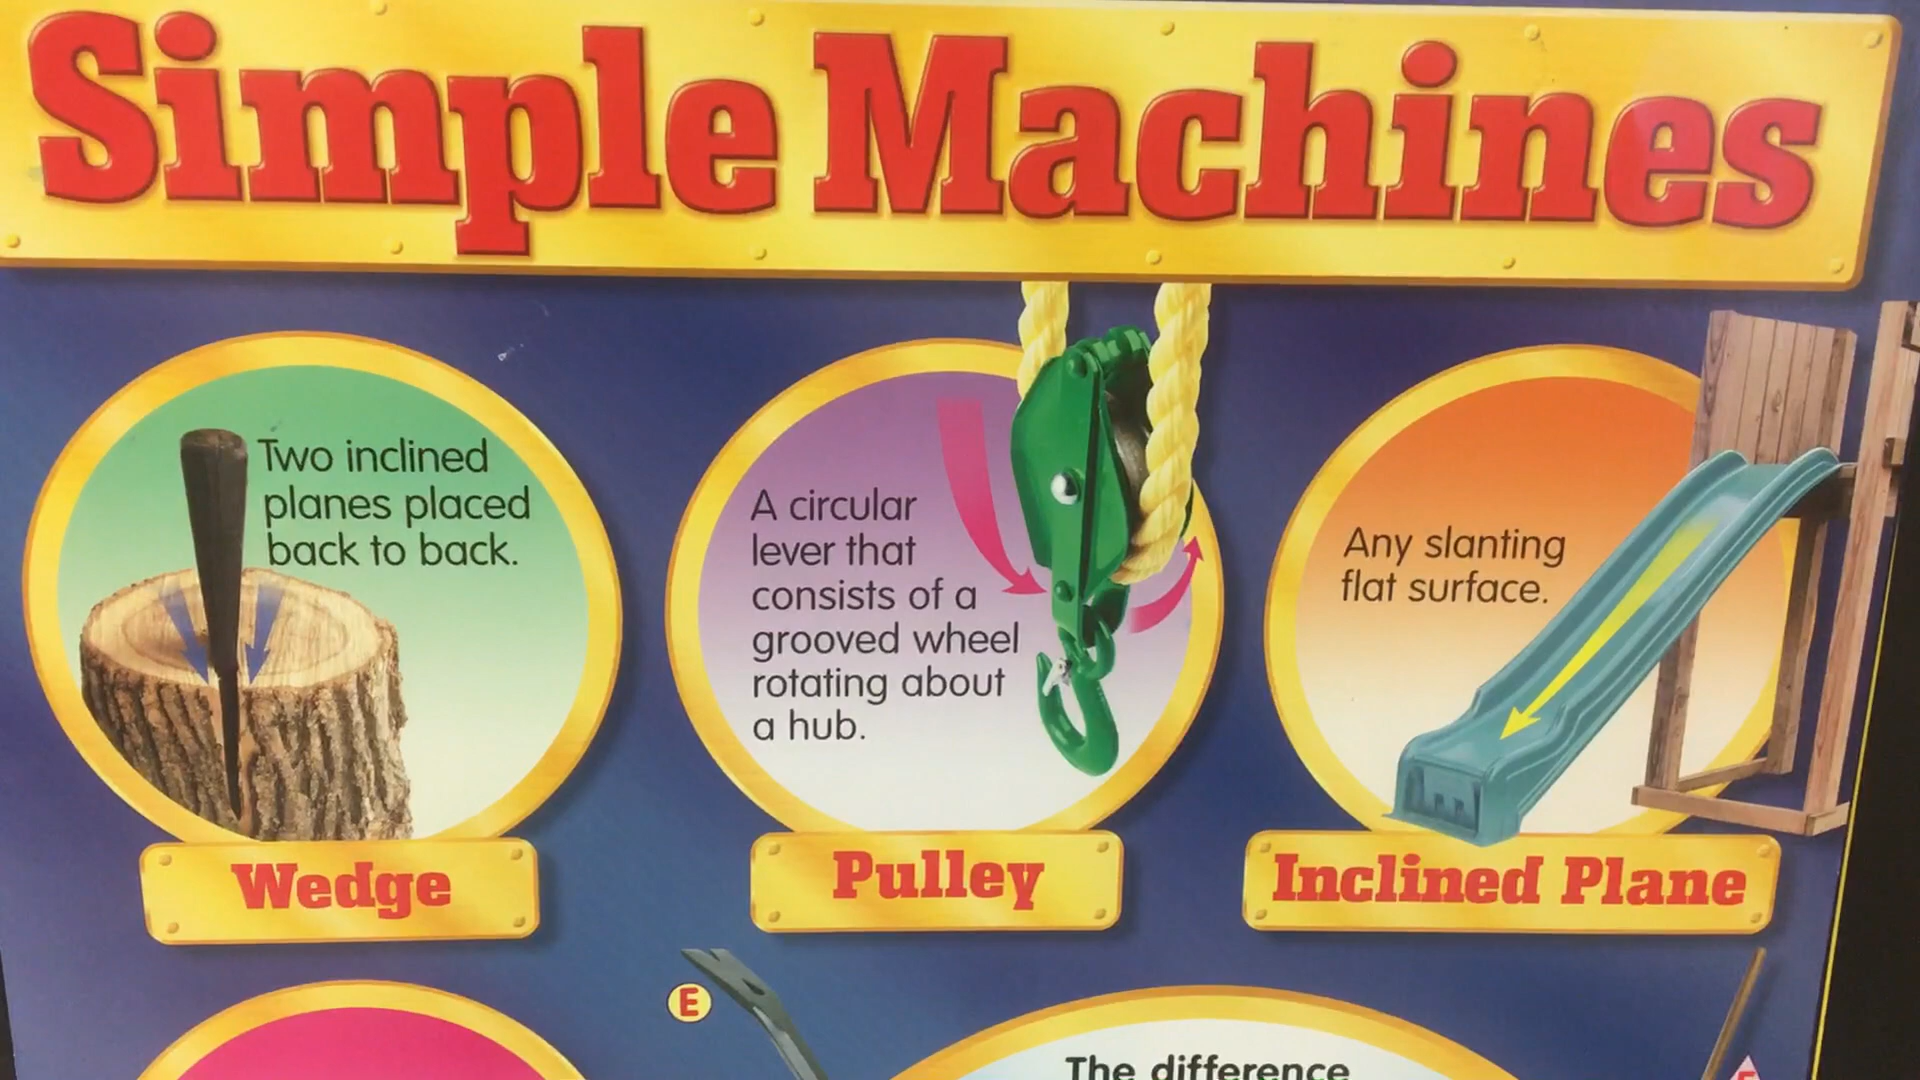 Simple Machines
Two inclined
planes placed
back to back.
Wedge
A circular
lever that
consists of a
grooved wheel
rotating about
a hub.
Pulley
Any slanting
flat surface.
Inclined Plane
E
The difference